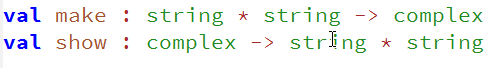 val make : string * string -> complex
val show : complex -> string * string